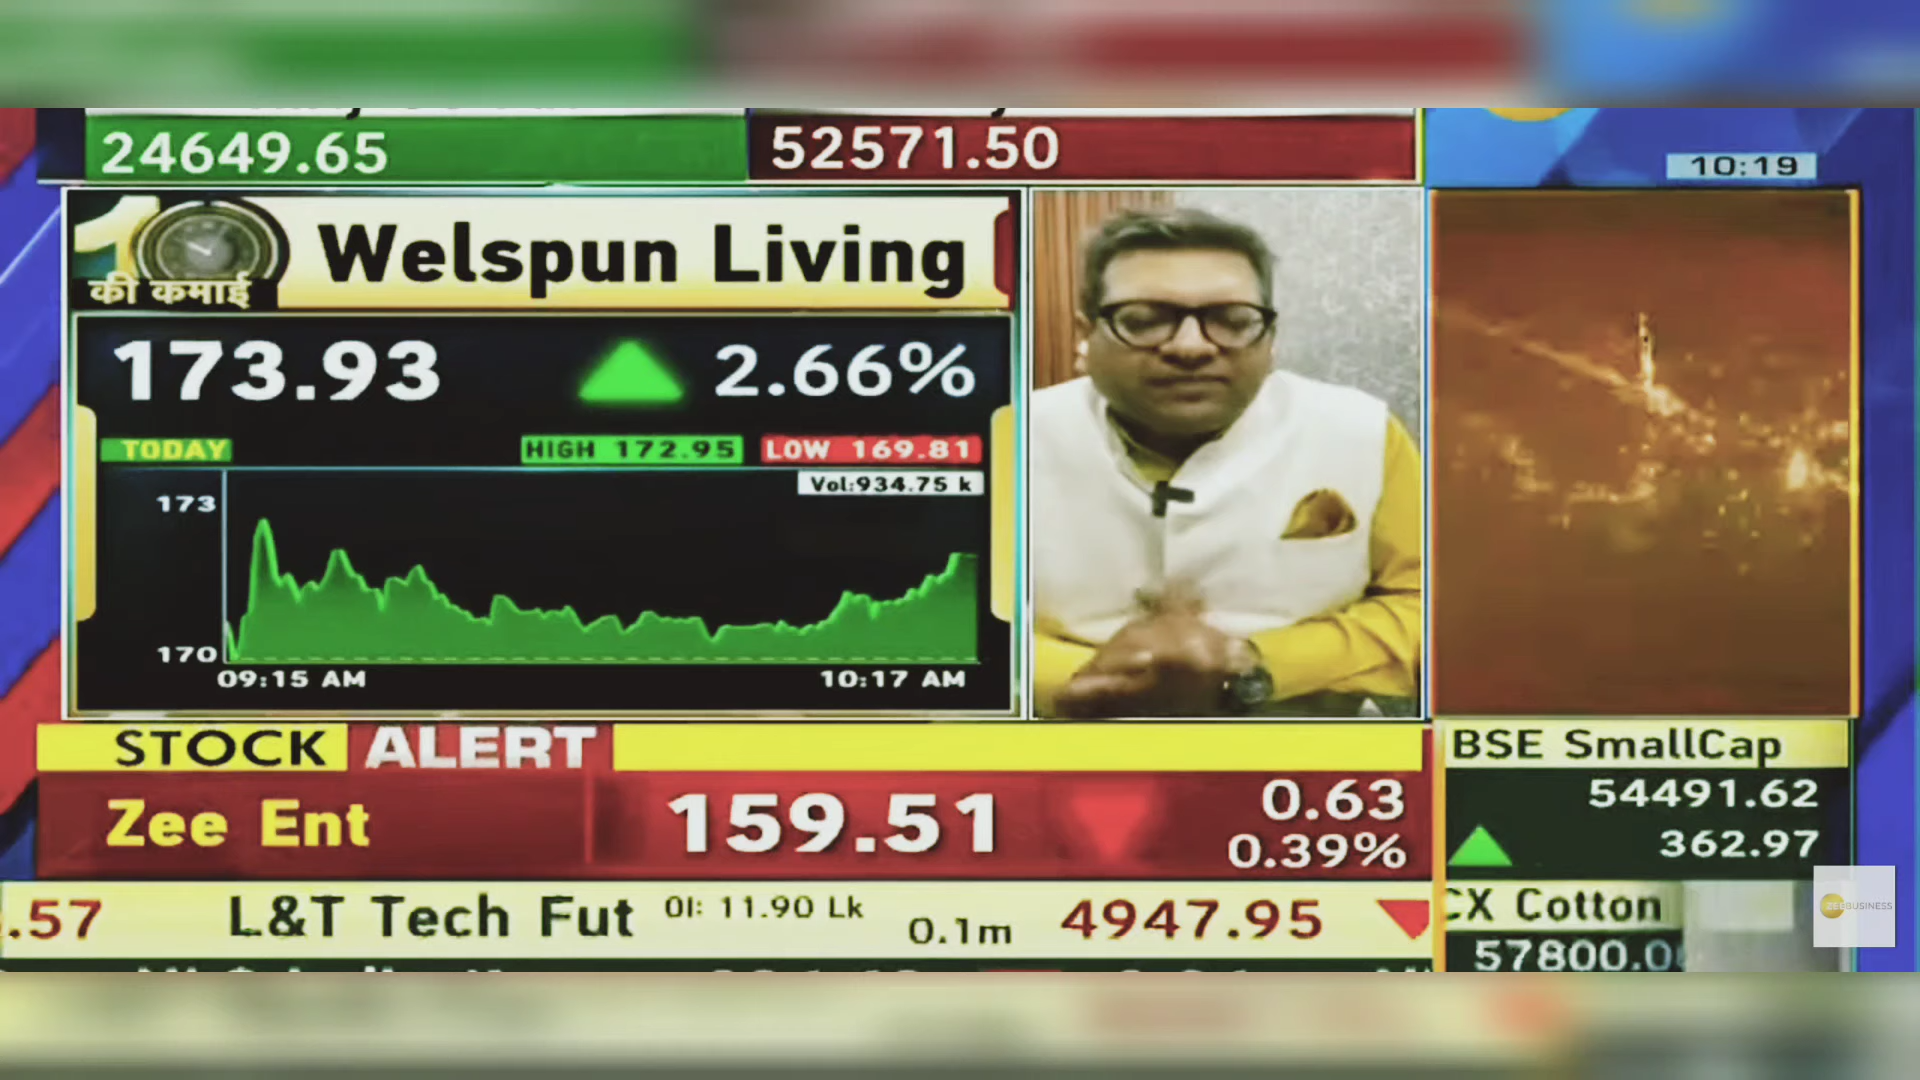 24649.65
52571.50
10:19
की कमाई
Welspun Living
173.93
2.66%
TODAY
HIGH 172.95
LOW 169.81
Vol:934.75 k
173
170
09:15 AM
10:17 AM
STOCK ALERT
Zee Ent
159.51
0.63
0.39%
BSE SmallCap
54491.62
362.97
.57
L&T Tech Fut
OI: 11.90 Lk
0.1m
4947.95
CX Cotton
57800.0
ZEEBUSINESS